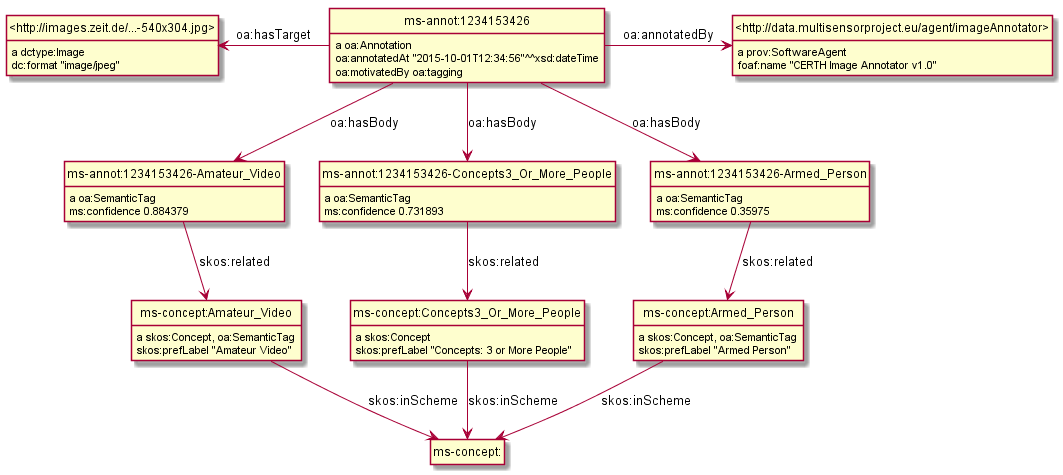 <http://images.zeit.de/...-540x304.jpg>
a dctype:Image
dc:format "image/jpeg"
oa:hasTarget
ms-annot:1234153426
a oa:Annotation
oa:annotatedAt "2015-10-01T12:34:56"^^xsd:dateTime
oa:motivatedBy oa:tagging
oa:annotatedBy
<http://data.multisensorproject.eu/agent/imageAnnotator>
a prov:SoftwareAgent
foaf:name "CERTH Image Annotator v1.0"
oa:hasBody
oa:hasBody
oa:hasBody
ms-annot:1234153426-Amateur_Video
a oa:SemanticTag
ms:confidence 0.884379
ms-annot:1234153426-Concepts3_Or_More_People
a oa:SemanticTag
ms:confidence 0.731893
ms-annot:1234153426-Armed_Person
a oa:SemanticTag
ms:confidence 0.35975
skos:related
skos:related
skos:related
ms-concept:Amateur_Video
a skos:Concept, oa:SemanticTag
skos:prefLabel "Amateur Video"
ms-concept:Concepts3_Or_More_People
a skos:Concept
skos:prefLabel "Concepts: 3 or More People"
ms-concept:Armed_Person
a skos:Concept, oa:SemanticTag
skos:prefLabel "Armed Person"
skos:inScheme
skos:inScheme
skos:inScheme
ms-concept: